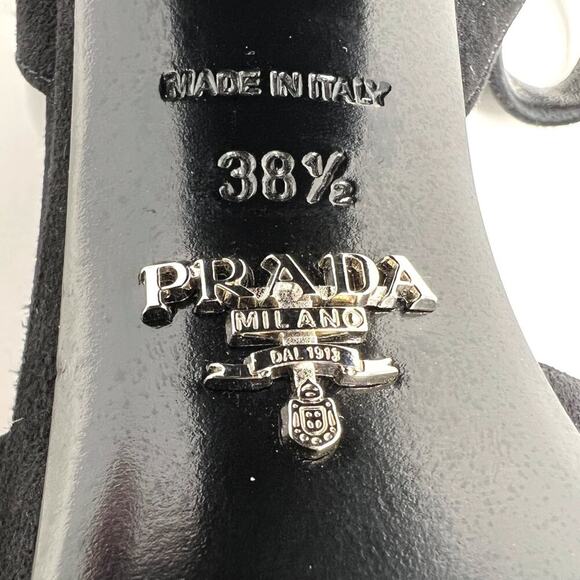 MADE IN ITALY
38½
PRADA
MILANO
DAL 1913